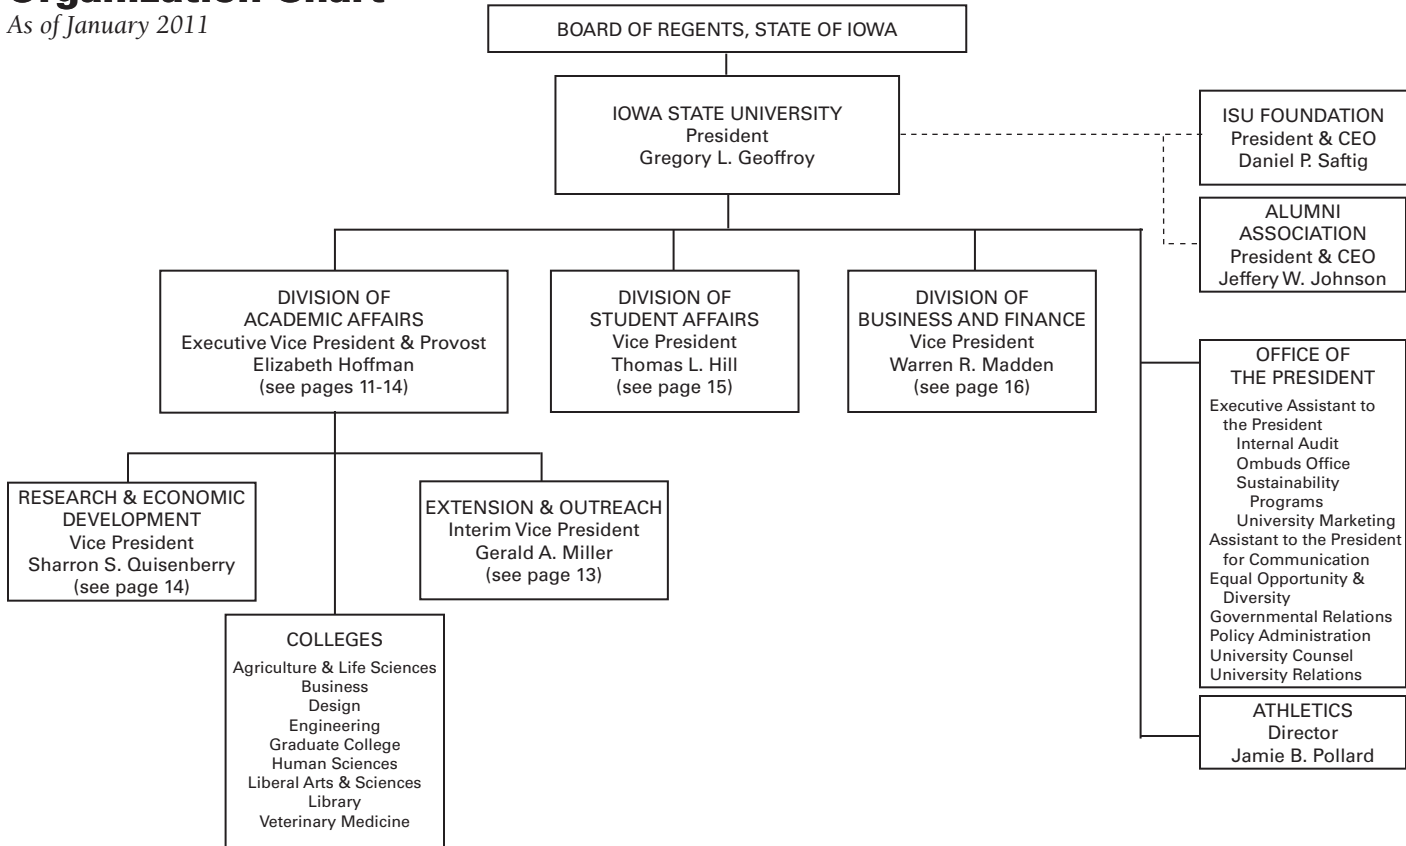 Organization Chart
As of January 2011
BOARD OF REGENTS, STATE OF IOWA
IOWA STATE UNIVERSITY
President
Gregory L. Geoffroy
ISU FOUNDATION
President & CEO
Daniel P. Saftig
ALUMNI
ASSOCIATION
President & CEO
Jeffery W. Johnson
DIVISION OF
ACADEMIC AFFAIRS
Executive Vice President & Provost
Elizabeth Hoffman
(see pages 11-14)
DIVISION OF
STUDENT AFFAIRS
Vice President
Thomas L. Hill
(see page 15)
DIVISION OF
BUSINESS AND FINANCE
Vice President
Warren R. Madden
(see page 16)
OFFICE OF
THE PRESIDENT
Executive Assistant to
the President
Internal Audit
Ombuds Office
Sustainability
Programs
University Marketing
Assistant to the President
for Communication
Equal Opportunity &
Diversity
Governmental Relations
Policy Administration
University Counsel
University Relations
RESEARCH & ECONOMIC
DEVELOPMENT
Vice President
Sharron S. Quisenberry
(see page 14)
EXTENSION & OUTREACH
Interim Vice President
Gerald A. Miller
(see page 13)
COLLEGES
Agriculture & Life Sciences
Business
Design
Engineering
Graduate College
Human Sciences
Liberal Arts & Sciences
Library
Veterinary Medicine
ATHLETICS
Director
Jamie B. Pollard